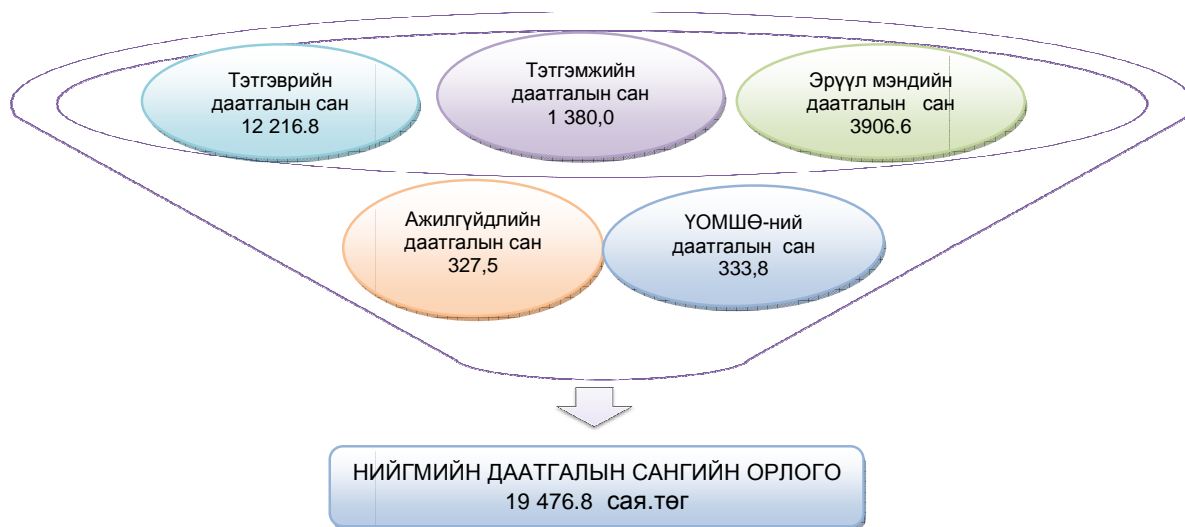 Тэтгэврийн
даатгалын сан
12 216.8
Тэтгэмжийн
даатгалын сан
1 380,0
Эрүүл мэндийн
даатгалын сан
3906.6
Ажилгүйдлийн
даатгалын сан
327,5
ҮОМШӨ-ний
даатгалын сан
333,8
НИЙГМИЙН ДААТГАЛЫН САНГИЙН ОРЛОГО
19 476.8 сая.төг